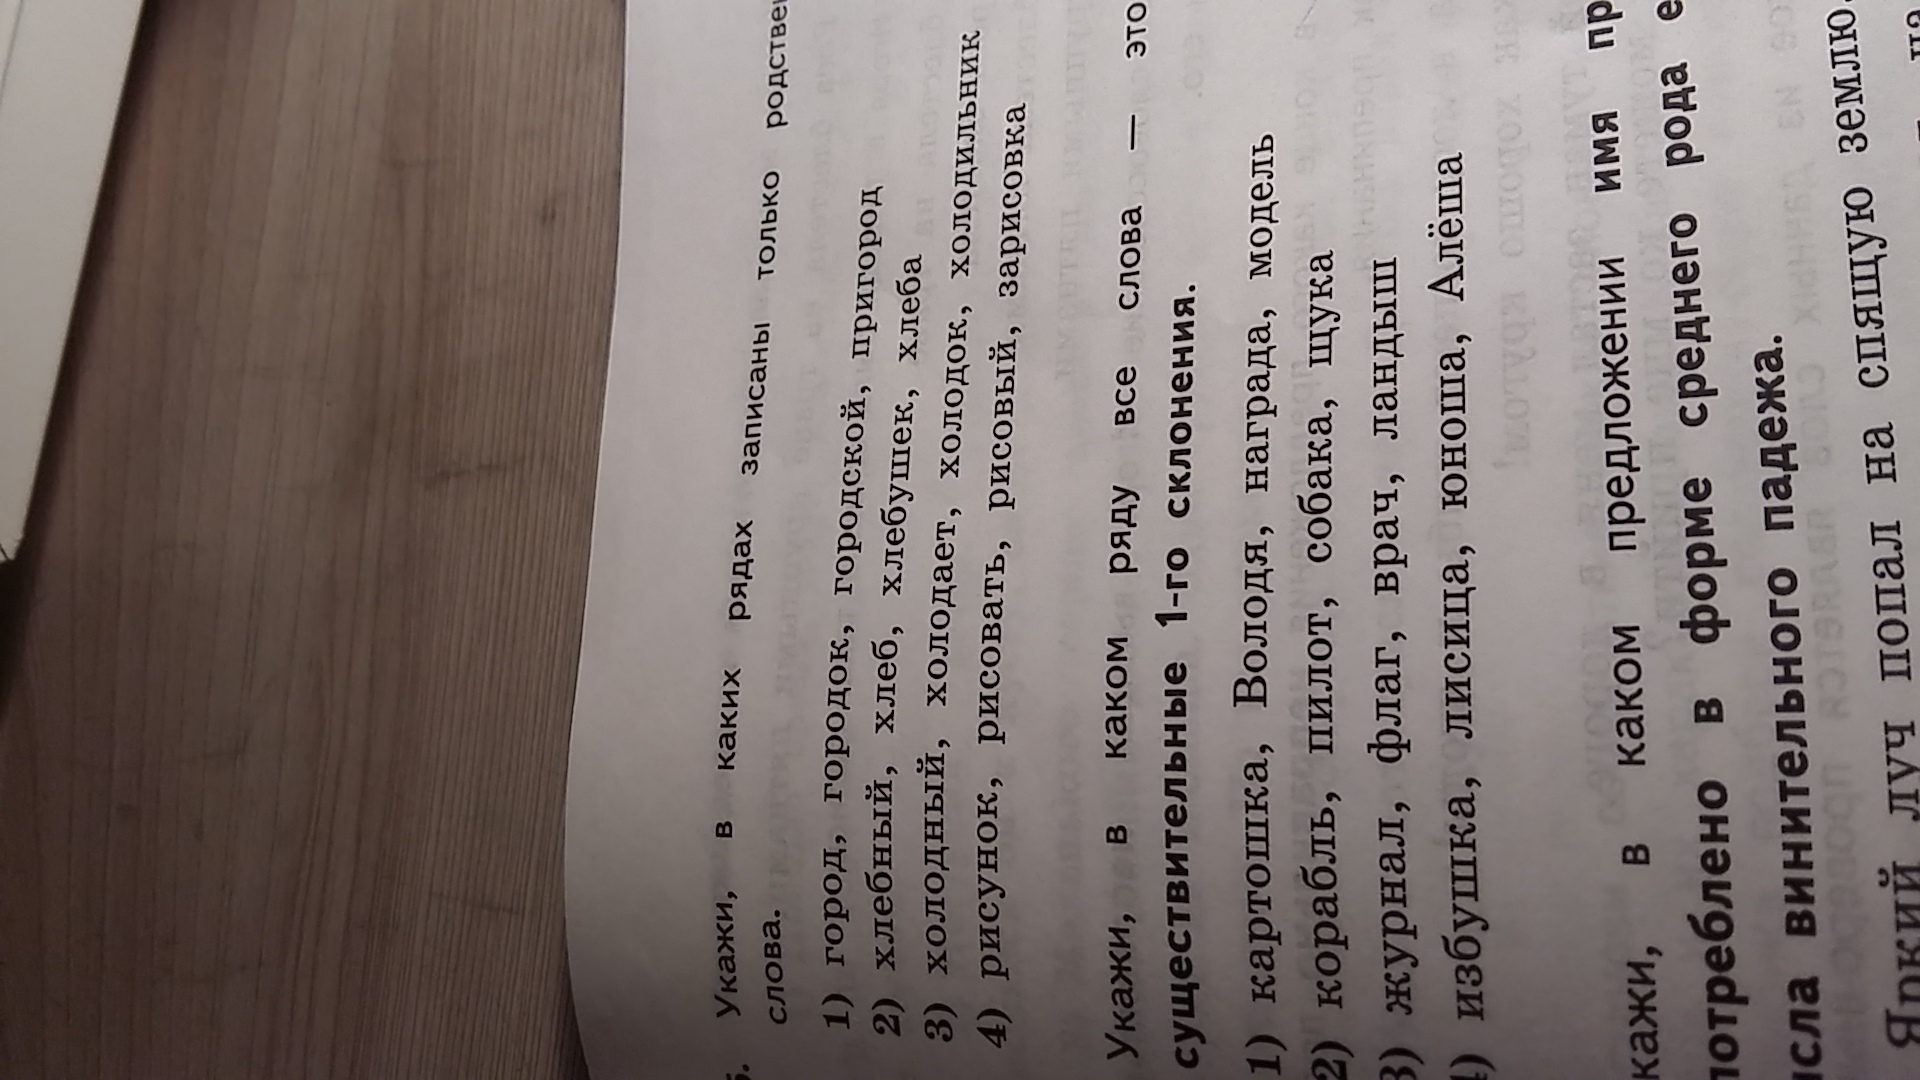 Укажи, в каких рядах записаны только
слова.
1) город, городок, городской, пригород
2) хлебный, хлеб, хлебушек, хлеба
3) холодный, холодает, холодок, холодильник
4) рисунок, рисовать, рисовый, зарисовка
Укажи, в каком ряду все слова — это
существительные 1-го склонения.
1) картошка, Володя, награда, модель
2) корабль, пилот, собака, щука
3) журнал, флаг, врач, ландыш
4) избушка, лисица, юноша, Алёша
кажи, в каком предложении имя пр
потреблено в форме среднего рода е
исла винительного падежа.
Яркий луч попал на спящую землю.